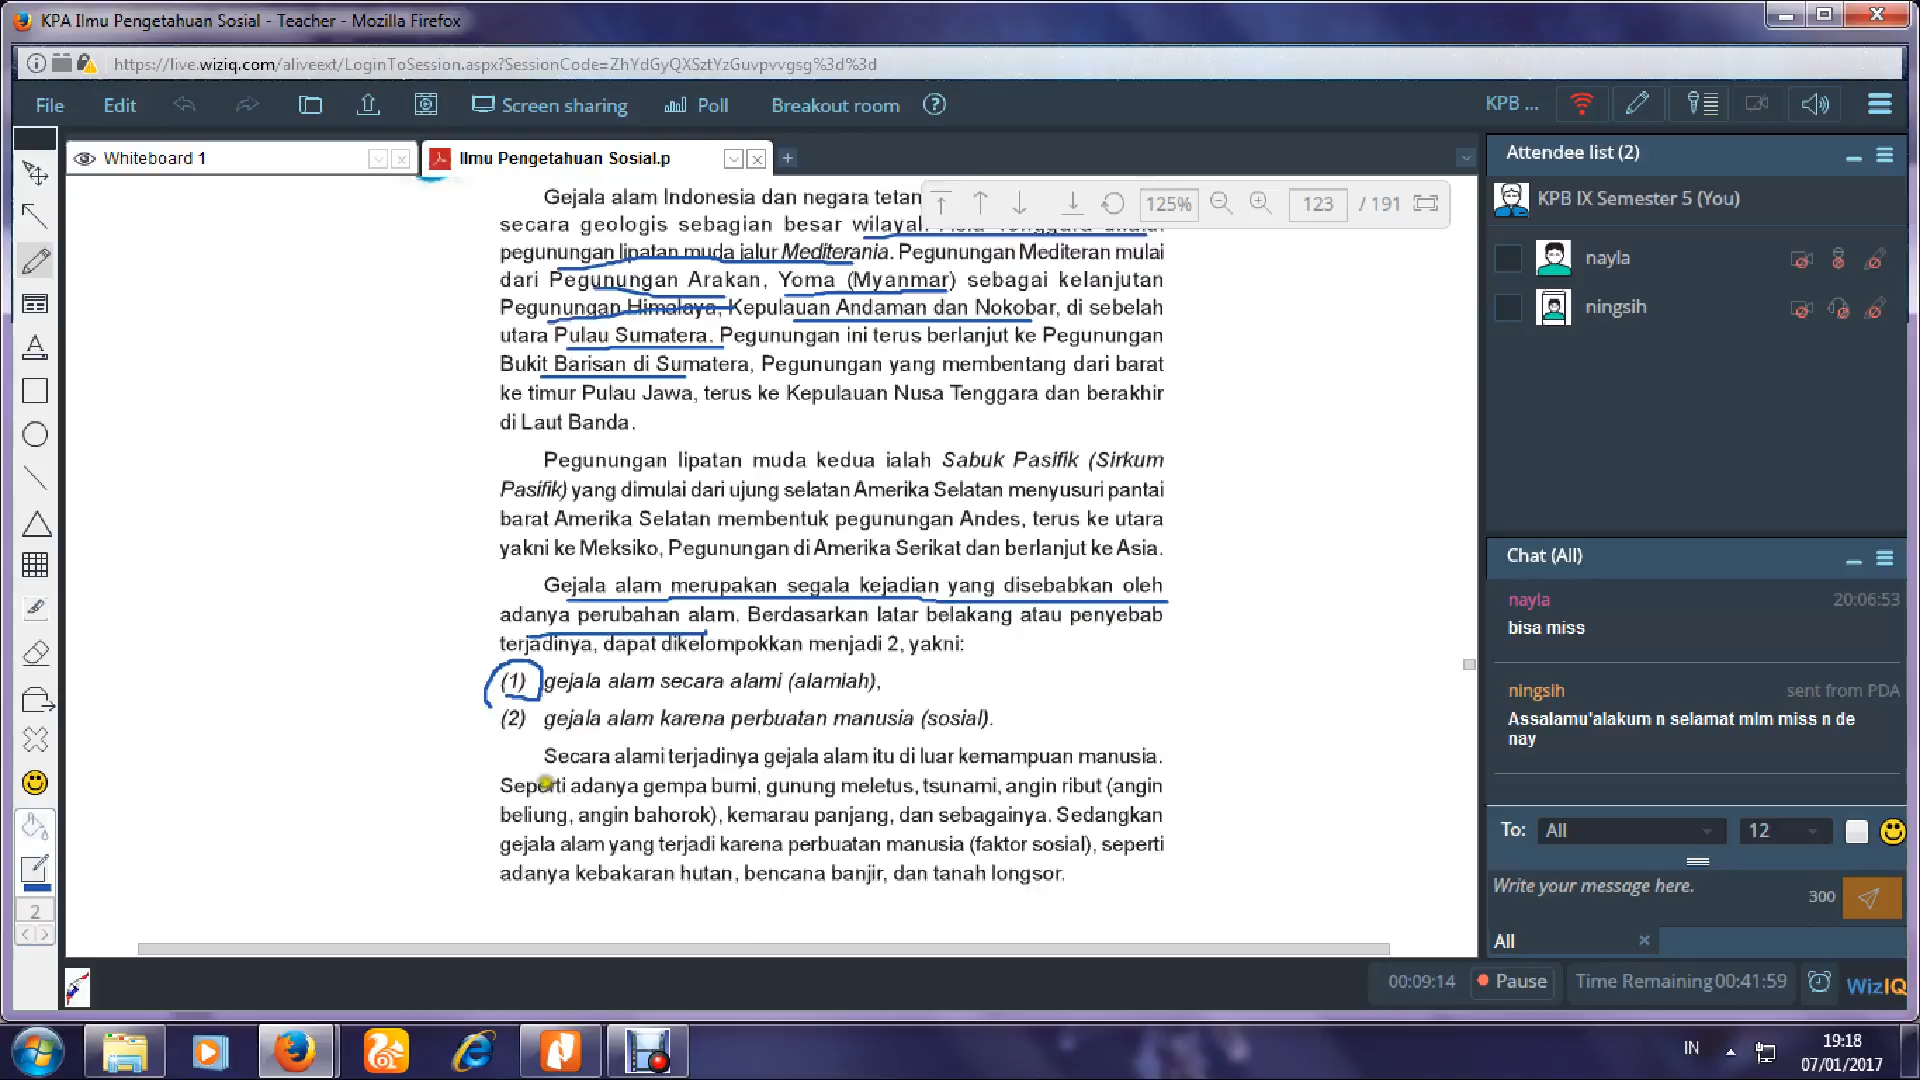 KPA Ilmu Pengetahuan Sosial - Teacher - Mozilla Firefox
https://live.wiziq.com/aliveext/LoginToSession.aspx?SessionCode=ZhYdGyQXSztYzGuvpvvgsg%3d%3d
File Edit Screen sharing Poll Breakout room KPB ...
Whiteboard 1
Ilmu Pengetahuan Sosial.p
125% 123 / 191
Gejala alam Indonesia dan negara tetan
secara geologis sebagian besar wilayah
pegunungan lipatan muda jalur Mediterania. Pegunungan Mediteran mulai
dari Pegunungan Arakan, Yoma (Myanmar) sebagai kelanjutan
Pegunungan Himalaya, Kepulauan Andaman dan Nokobar, di sebelah
utara Pulau Sumatera. Pegunungan ini terus berlanjut ke Pegunungan
Bukit Barisan di Sumatera, Pegunungan yang membentang dari barat
ke timur Pulau Jawa, terus ke Kepulauan Nusa Tenggara dan berakhir
di Laut Banda.
Pegunungan lipatan muda kedua ialah Sabuk Pasifik (Sirkum
Pasifik) yang dimulai dari ujung selatan Amerika Selatan menyusuri pantai
barat Amerika Selatan membentuk pegunungan Andes, terus ke utara
yakni ke Meksiko, Pegunungan di Amerika Serikat dan berlanjut ke Asia.
Gejala alam merupakan segala kejadian yang disebabkan oleh
adanya perubahan alam. Berdasarkan latar belakang atau penyebab
terjadinya, dapat dikelompokkan menjadi 2, yakni:
(1) gejala alam secara alami (alamiah),
(2) gejala alam karena perbuatan manusia (sosial).
Secara alami terjadinya gejala alam itu di luar kemampuan manusia.
Seperti adanya gempa bumi, gunung meletus, tsunami, angin ribut (angin
beliung, angin bahorok), kemarau panjang, dan sebagainya. Sedangkan
gejala alam yang terjadi karena perbuatan manusia (faktor sosial), seperti
adanya kebakaran hutan, bencana banjir, dan tanah longsor.
2
Attendee list (2)
KPB IX Semester 5 (You)
nayla
ningsih
Chat (All)
nayla 20:06:53
bisa miss
ningsih sent from PDA
Assalamu'alakum n selamat mlm miss n de
nay
To: All 12
Write your message here. 300
All
00:09:14 Pause Time Remaining 00:41:59 WizIQ
IN 19:18
07/01/2017